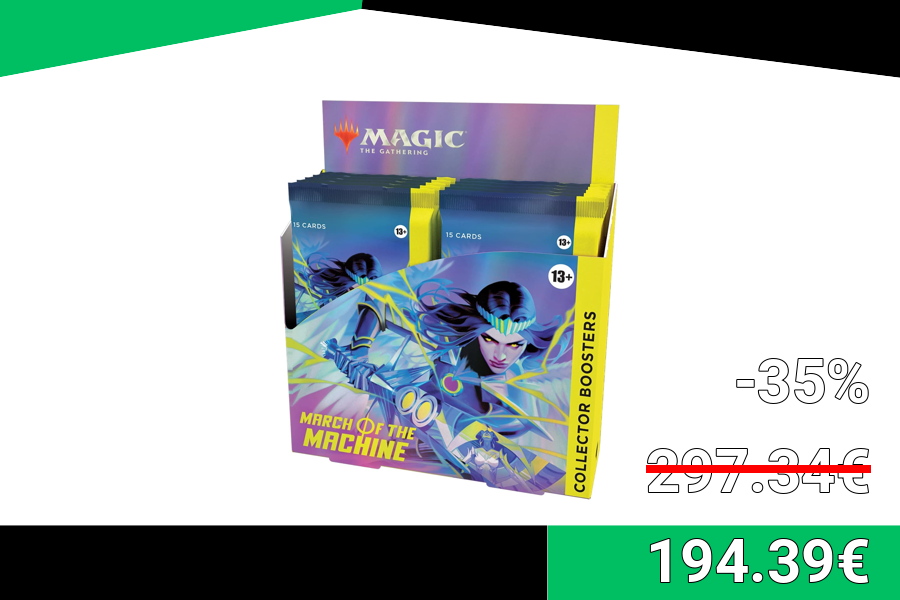 MAGIC
THE GATHERING
15 CARDS
13+
15 CARDS
13+
13+
COLLECTOR BOOSTERS
MARCH OF THE
MACHINE
-35%
297.34€
194.39€